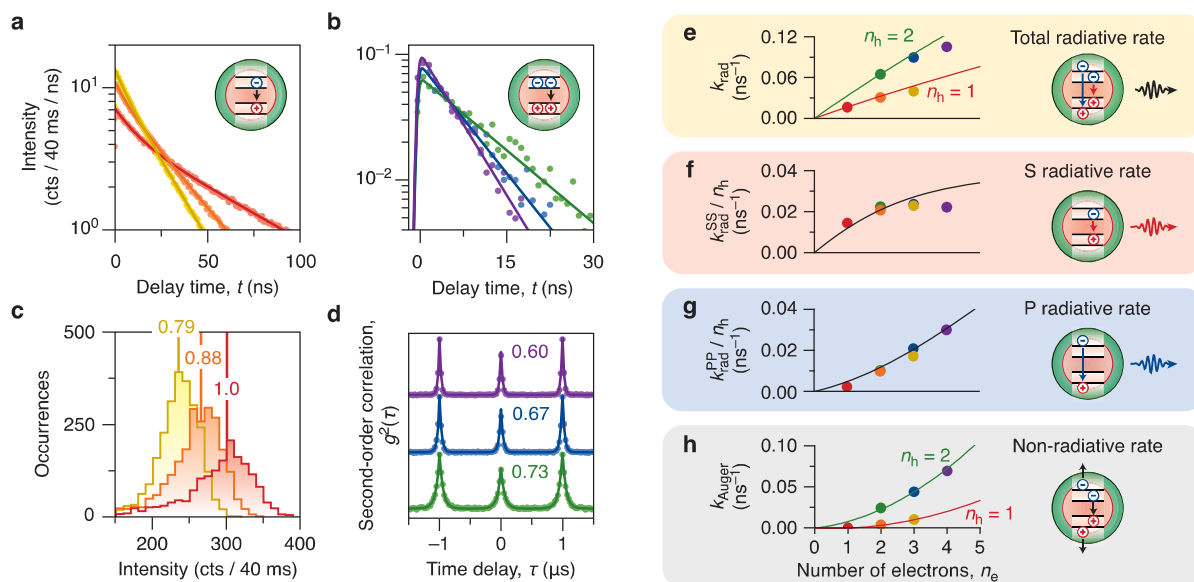 a
10¹
10⁰
Intensity
(cts / 40 ms / ns)
0
50
100
Delay time, t (ns)
b
10⁻¹
10⁻²
0
15
30
Delay time, t (ns)
c
500
250
0
Occurrences
0.79
0.88
1.0
200
300
400
Intensity (cts / 40 ms)
d
Second-order correlation,
g²(τ)
0.60
0.67
0.73
−1
0
1
Time delay, τ (µs)
e
k_rad
(ns⁻¹)
0.12
0.06
0.00
n_h = 2
n_h = 1
Total radiative rate
f
k_rad^SS / n_h
(ns⁻¹)
0.04
0.02
0.00
S radiative rate
g
k_rad^PP / n_h
(ns⁻¹)
0.04
0.02
0.00
P radiative rate
h
k_Auger
(ns⁻¹)
0.10
0.05
0.00
n_h = 2
n_h = 1
Non-radiative rate
0 1 2 3 4 5
Number of electrons, n_e